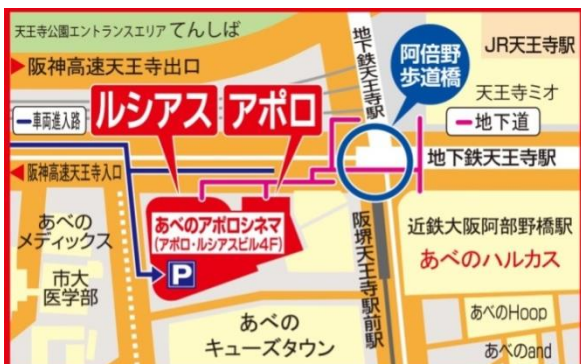 天王寺公園エントランスエリア てんしば
▶阪神高速天王寺出口
車両進入路
ルシアス
アポロ
地下鉄天王寺駅
阿倍野
歩道橋
JR天王寺駅
天王寺ミオ
地下道
地下鉄天王寺駅
◀阪神高速天王寺入口
あべの
メディックス
市大
医学部
あべのアポロシネマ
(アポロ・ルシアスビル4F)
P
阪堺天王寺駅前駅
近鉄大阪阿部野橋駅
あべのハルカス
あべのHoop
あべのand
あべの
キューズタウン